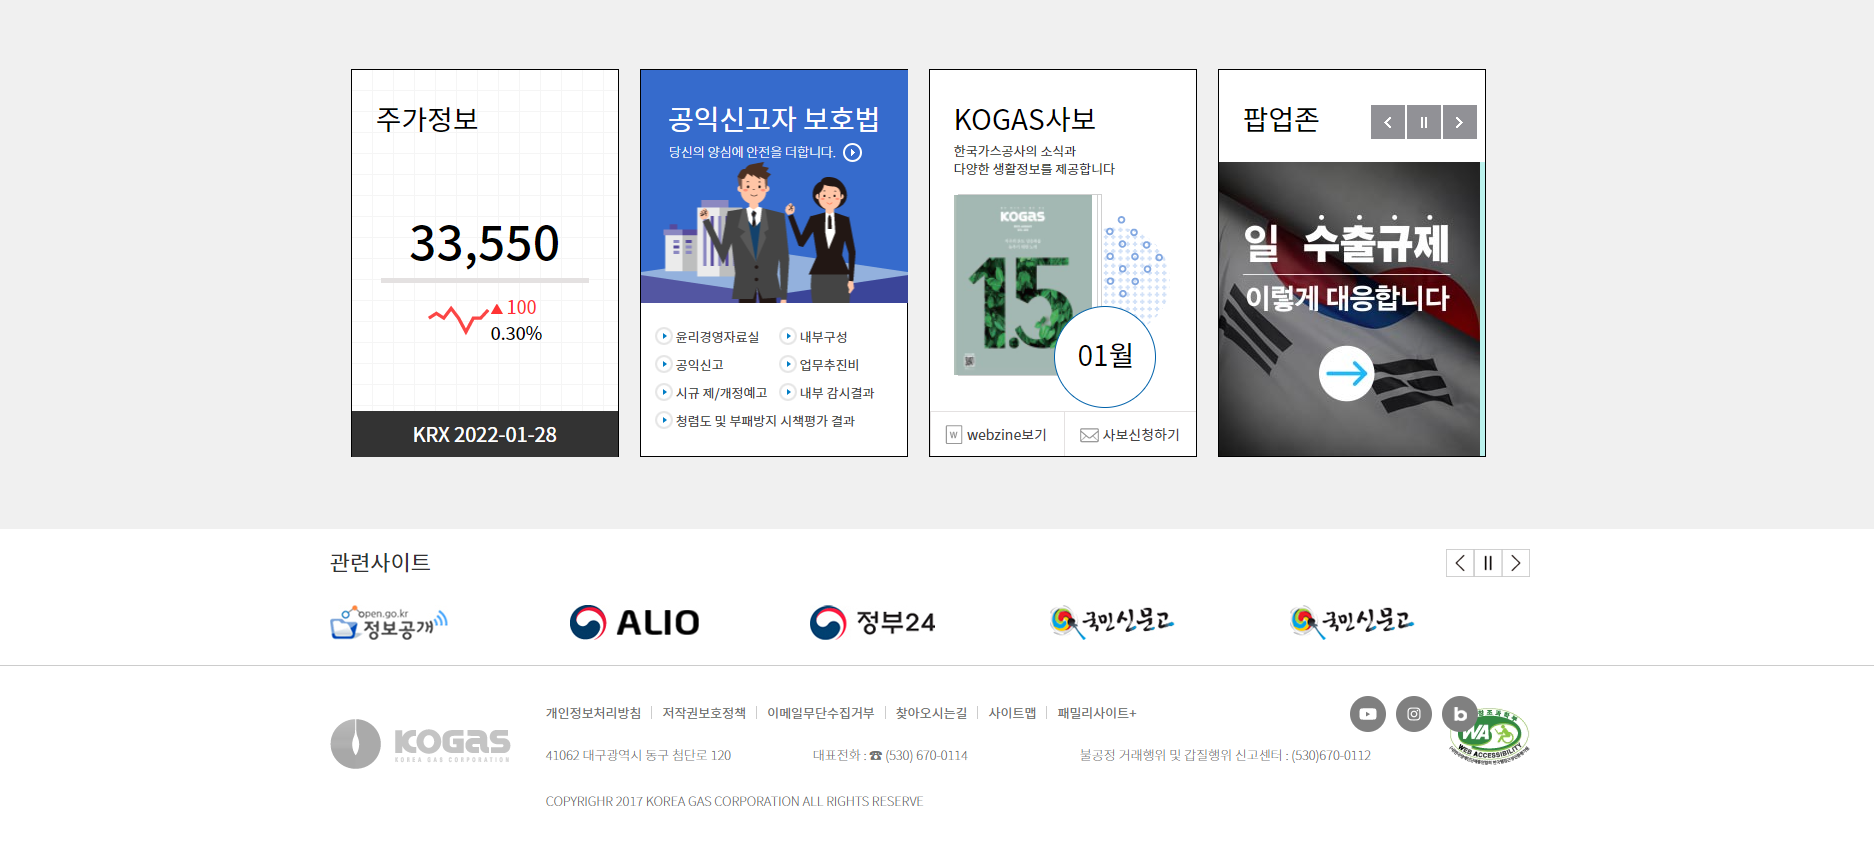 주가정보
33,550
▲ 100
0.30%
KRX 2022-01-28
공익신고자 보호법
당신의 양심에 안전을 더합니다.
윤리경영자료실
내부구성
공익신고
업무추진비
시규 제/개정예고
내부 감시결과
청렴도 및 부패방지 시책평가 결과
KOGAS사보
한국가스공사의 소식과
다양한 생활정보를 제공합니다
KOGAS
1.5
01월
W webzine보기
사보신청하기
팝업존
일 수출규제
이렇게 대응합니다
관련사이트
open.go.kr
정보공개
ALIO
정부24
국민신문고
국민신문고
개인정보처리방침
저작권보호정책
이메일무단수집거부
찾아오시는길
사이트맵
패밀리사이트+
KOGAS
KOREA GAS CORPORATION
41062 대구광역시 동구 첨단로 120
대표전화 : ☎ (530) 670-0114
불공정 거래행위 및 갑질행위 신고센터 : (530)670-0112
b
WA
WEB ACCESSIBILITY
COPYRIGHR 2017 KOREA GAS CORPORATION ALL RIGHTS RESERVE